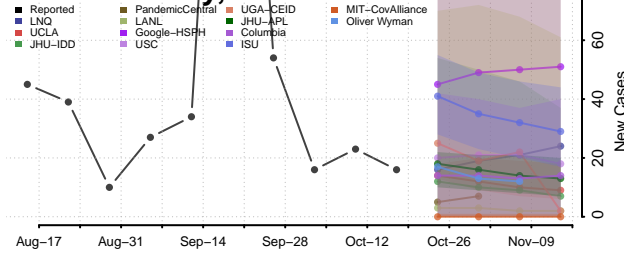 y,
Reported PandemicCentral UGA−CEID MIT−CovAlliance
LNQ LANL JHU−APL Oliver Wyman
UCLA Google−HSPH Columbia
JHU−IDD USC ISU
0 20 40 60
New Cases
Aug−17 Aug−31 Sep−14 Sep−28 Oct−12 Oct−26 Nov−09